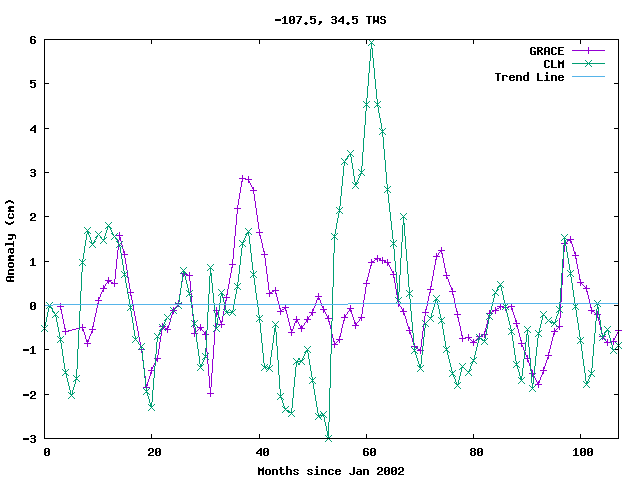 -107.5, 34.5 TWS
GRACE
CLM
Trend Line
Anomaly (cm)
6
5
4
3
2
1
0
-1
-2
-3
0 20 40 60 80 100
Months since Jan 2002